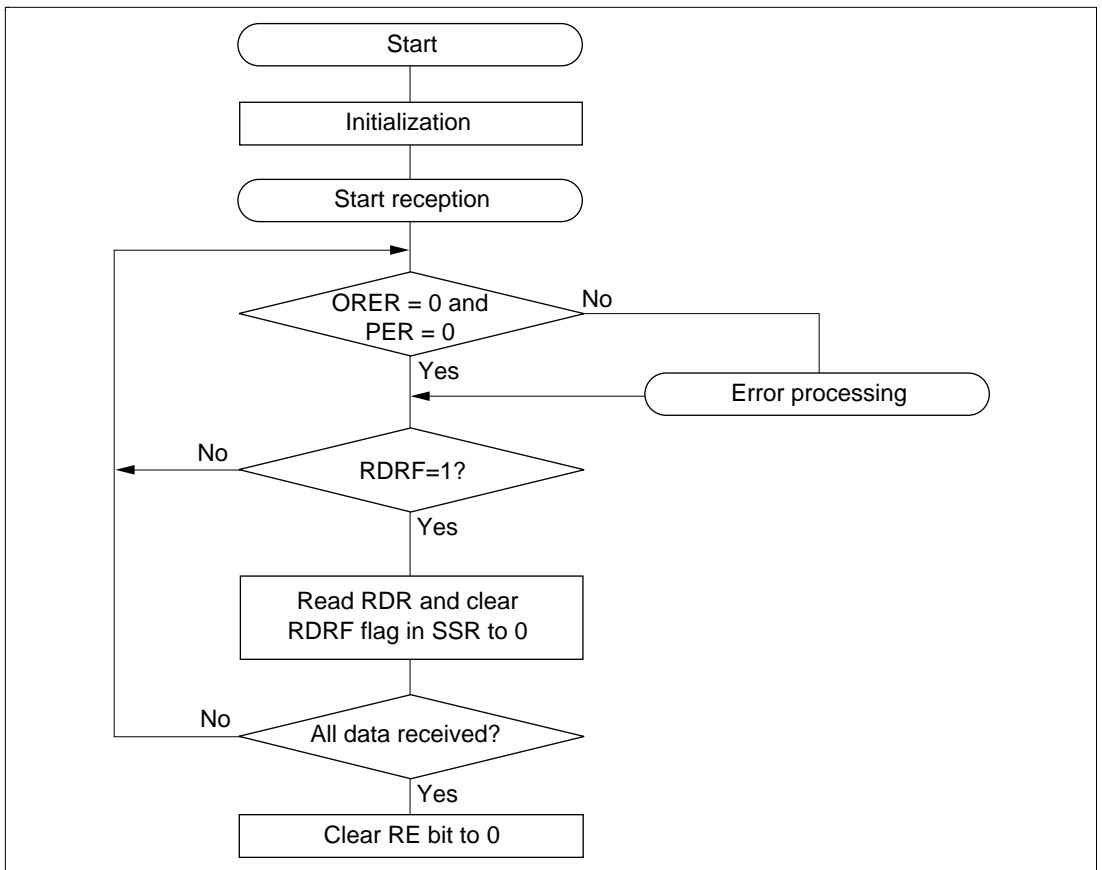 Start
Initialization
Start reception
ORER = 0 and
PER = 0
No
Yes
Error processing
No
RDRF=1?
Yes
Read RDR and clear
RDRF flag in SSR to 0
No
All data received?
Yes
Clear RE bit to 0